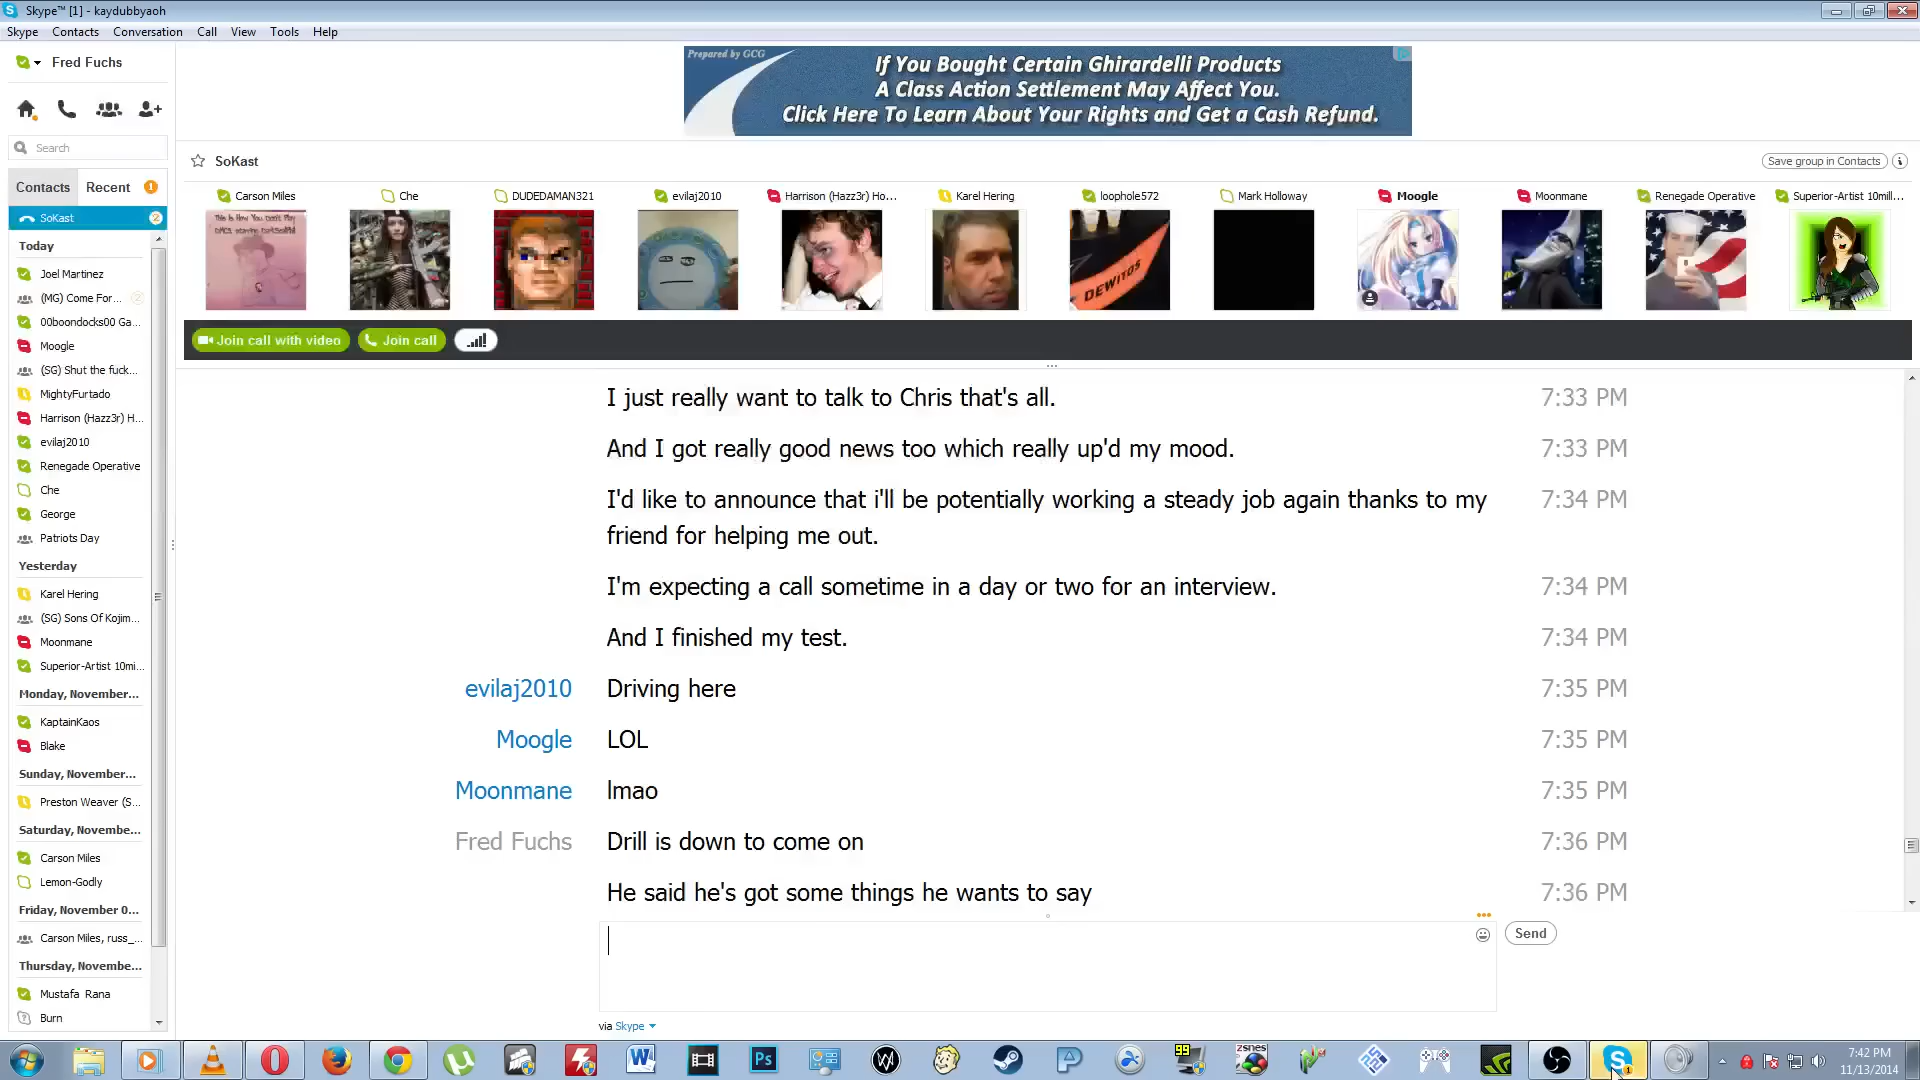 Skype™ [1] - kaydubbyaoh
Skype Contacts Conversation Call View Tools Help
Fred Fuchs
Search
Contacts Recent 1
SoKast 2
Today
Joel Martinez
(MG) Come For... 2
00boondocks00 Ga...
Moogle
(SG) Shut the fuck...
MightyFurtado
Harrison (Hazz3r) H...
evilaj2010
Renegade Operative
Che
George
Patriots Day
Yesterday
Karel Hering
(SG) Sons Of Kojim...
Moonmane
Superior-Artist 10mi...
Monday, November...
KaptainKaos
Blake
Sunday, November...
Preston Weaver (S...
Saturday, Novembe...
Carson Miles
Lemon-Godly
Friday, November 0...
Carson Miles, russ_...
Thursday, Novembe...
Mustafa Rana
Burn
Prepared by GCG
If You Bought Certain Ghirardelli Products
A Class Action Settlement May Affect You.
Click Here To Learn About Your Rights and Get a Cash Refund.
SoKast
Save group in Contacts
Carson Miles Che DUDEDAMAN321 evilaj2010 Harrison (Hazz3r) Ho... Karel Hering loophole572 Mark Holloway Moogle Moonmane Renegade Operative Superior-Artist 10mill...
DEWITOS
Join call with video Join call
I just really want to talk to Chris that's all. 7:33 PM
And I got really good news too which really up'd my mood. 7:33 PM
I'd like to announce that i'll be potentially working a steady job again thanks to my 7:34 PM
friend for helping me out.
I'm expecting a call sometime in a day or two for an interview. 7:34 PM
And I finished my test. 7:34 PM
evilaj2010 Driving here 7:35 PM
Moogle LOL 7:35 PM
Moonmane lmao 7:35 PM
Fred Fuchs Drill is down to come on 7:36 PM
He said he's got some things he wants to say 7:36 PM
Send
via Skype
Ps
99
ZSNES
7:42 PM
11/13/2014